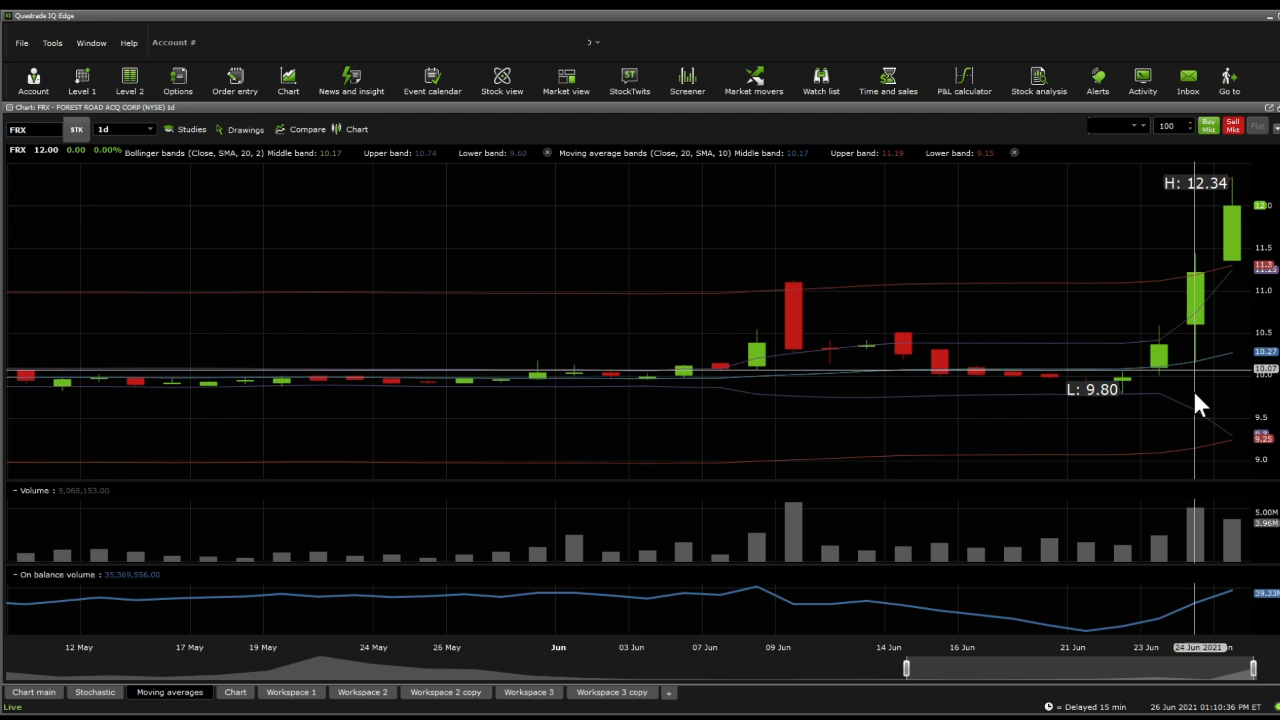 Questrade IQ Edge
File Tools Window Help Account #
Account Level 1 Level 2 Options Order entry Chart News and insight Event calendar Stock view Market view StockTwits Screener Market movers Watch list Time and sales P&L calculator Stock analysis Alerts Activity Inbox Go to
Chart: FRX - FOREST ROAD ACQ CORP (NYSE) 1d
FRX STK 1d Studies Drawings Compare Chart 100 Buy Mkt Sell Mkt Flat
FRX 12.00 0.00 0.00% Bollinger bands (Close, SMA, 20, 2) Middle band: 10.17 Upper band: 10.74 Lower band: 9.60 Moving average bands (Close, 20, SMA, 10) Middle band: 10.17 Upper band: 11.19 Lower band: 9.15
H: 12.34
11.5
11.3
11.0
10.5
10.27
10.07
L: 9.80
9.5
9.25
9.0
- Volume : 5,068,153.00
5.00M
3.96M
- On balance volume : 35,369,556.00
39.33M
12 May 17 May 19 May 24 May 26 May Jun 03 Jun 07 Jun 09 Jun 14 Jun 16 Jun 21 Jun 23 Jun 24 Jun 2021
Chart main Stochastic Moving averages Chart Workspace 1 Workspace 2 Workspace 2 copy Workspace 3 Workspace 3 copy +
Live = Delayed 15 min 26 Jun 2021 01:10:36 PM ET